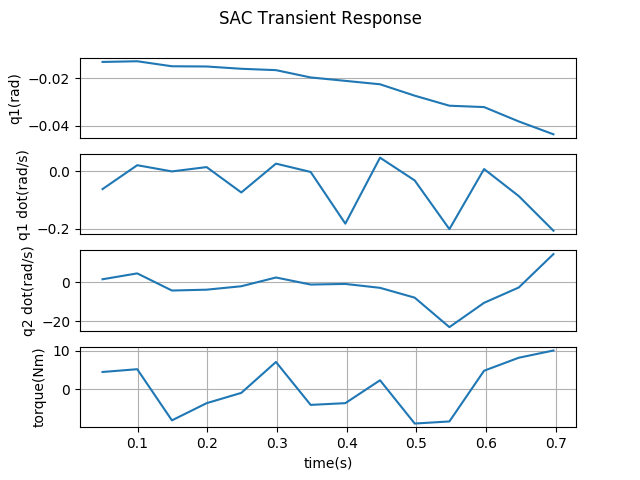 SAC Transient Response
q1(rad)
−0.02
−0.04
q1 dot(rad/s)
0.0
−0.2
q2 dot(rad/s)
0
−20
torque(Nm)
10
0
0.1 0.2 0.3 0.4 0.5 0.6 0.7
time(s)